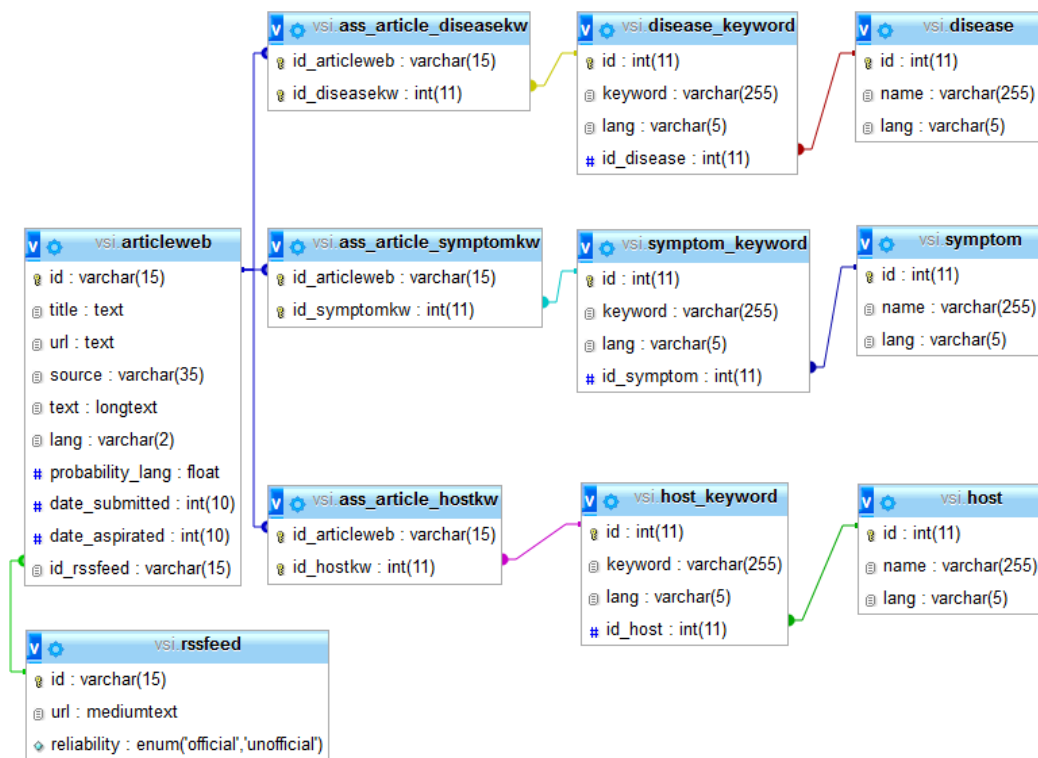 vsi.ass_article_diseasekw
id_articleweb : varchar(15)
id_diseasekw : int(11)
vsi.disease_keyword
id : int(11)
keyword : varchar(255)
lang : varchar(5)
# id_disease : int(11)
vsi.disease
id : int(11)
name : varchar(255)
lang : varchar(5)
vsi.articleweb
id : varchar(15)
title : text
url : text
source : varchar(35)
text : longtext
lang : varchar(2)
# probability_lang : float
# date_submitted : int(10)
# date_aspirated : int(10)
id_rssfeed : varchar(15)
vsi.ass_article_symptomkw
id_articleweb : varchar(15)
id_symptomkw : int(11)
vsi.symptom_keyword
id : int(11)
keyword : varchar(255)
lang : varchar(5)
# id_symptom : int(11)
vsi.symptom
id : int(11)
name : varchar(255)
lang : varchar(5)
vsi.ass_article_hostkw
id_articleweb : varchar(15)
id_hostkw : int(11)
vsi.host_keyword
id : int(11)
keyword : varchar(255)
lang : varchar(5)
# id_host : int(11)
vsi.host
id : int(11)
name : varchar(255)
lang : varchar(5)
vsi.rssfeed
id : varchar(15)
url : mediumtext
reliability : enum('official','unofficial')